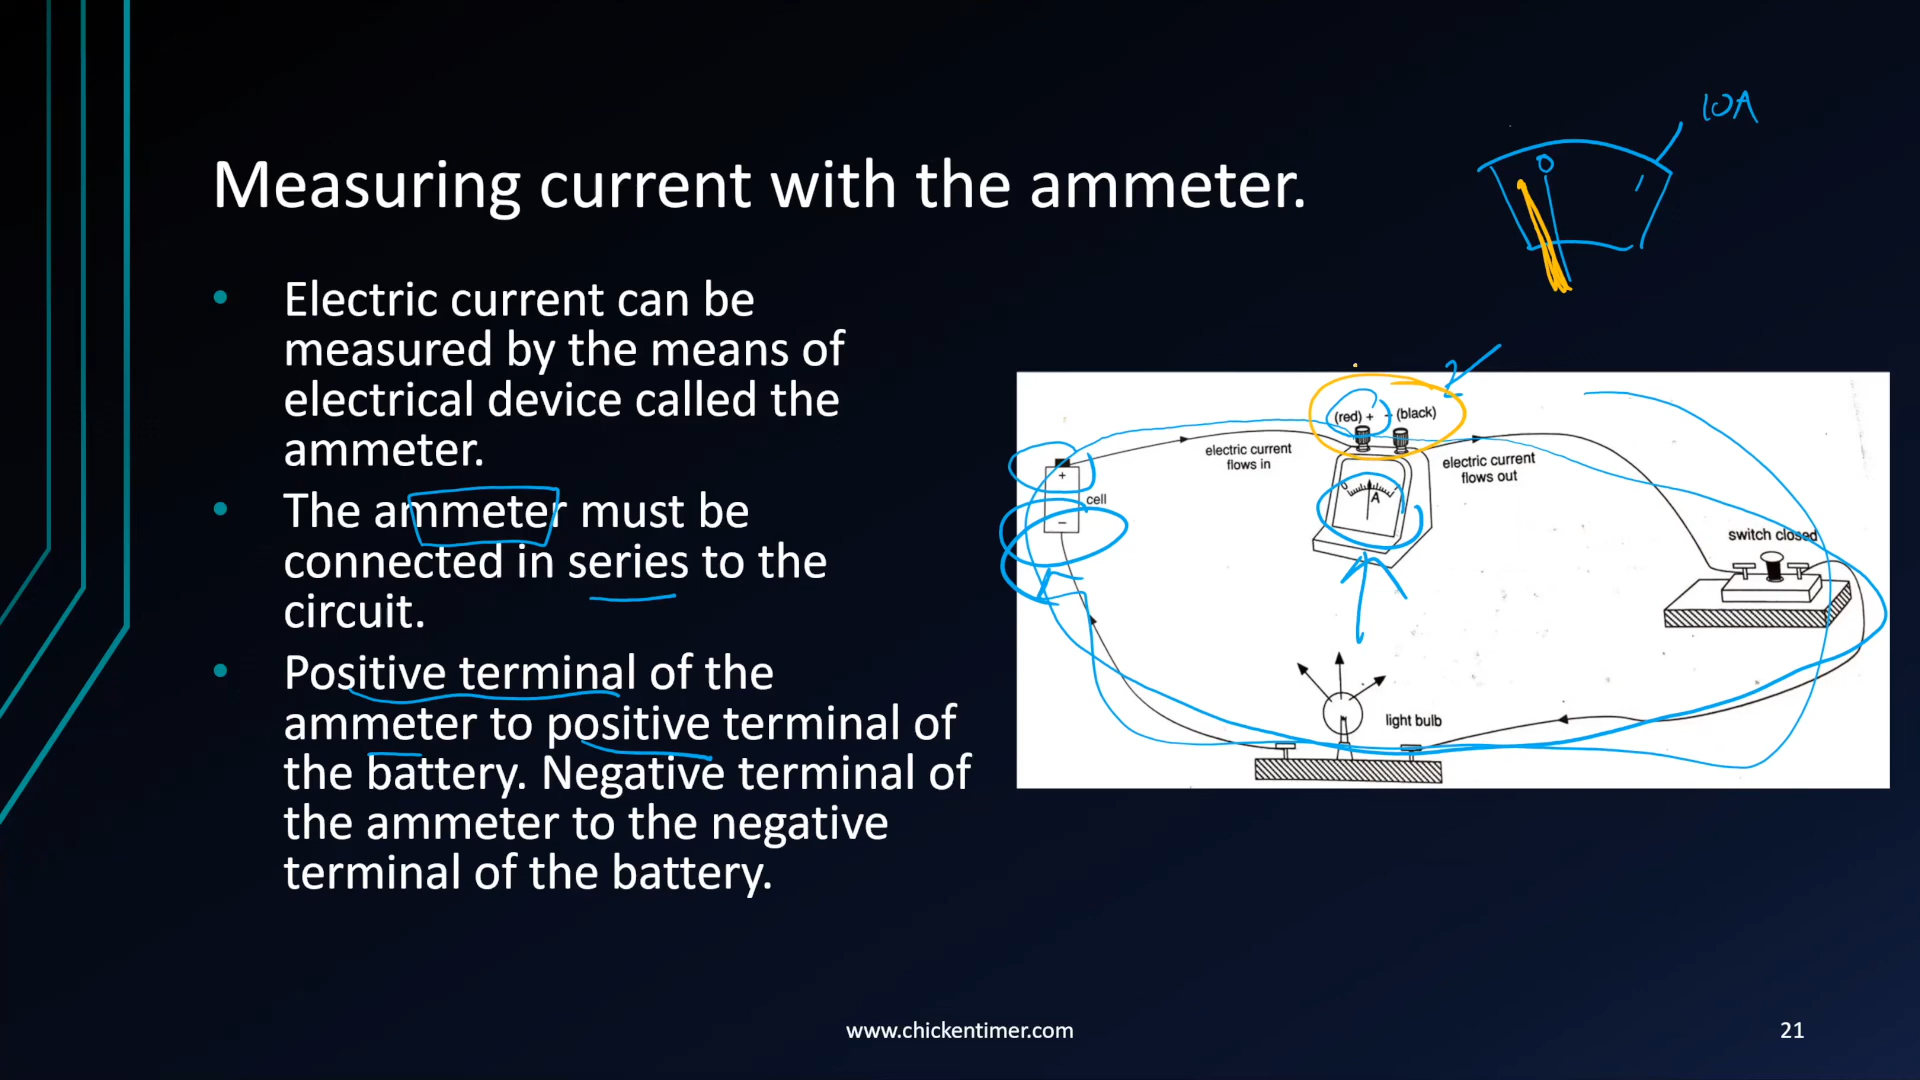 Measuring current with the ammeter.
Electric current can be
measured by the means of
electrical device called the
ammeter.
The ammeter must be
connected in series to the
circuit.
Positive terminal of the
ammeter to positive terminal of
the battery. Negative terminal of
the ammeter to the negative
terminal of the battery.
10A
0
2
(red) + - (black)
electric current
flows in
electric current
flows out
+
cell
-
0
A
switch closed
light bulb
www.chickentimer.com
21